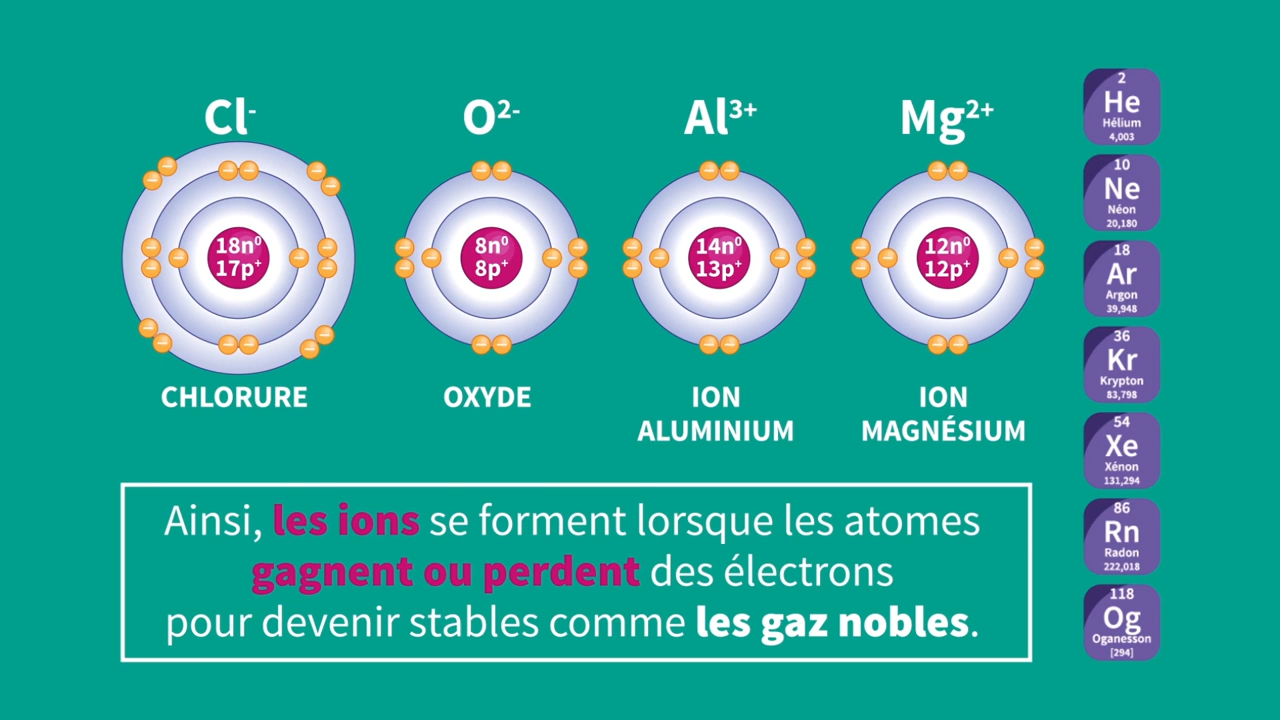 Cl⁻
O²⁻
Al³⁺
Mg²⁺
18n⁰
17p⁺
8n⁰
8p⁺
14n⁰
13p⁺
12n⁰
12p⁺
CHLORURE
OXYDE
ION
ALUMINIUM
ION
MAGNÉSIUM
Ainsi, les ions se forment lorsque les atomes
gagnent ou perdent des électrons
pour devenir stables comme les gaz nobles.
2
He
Hélium
4,003
10
Ne
Néon
20,180
18
Ar
Argon
39,948
36
Kr
Krypton
83,798
54
Xe
Xénon
131,294
86
Rn
Radon
222,018
118
Og
Oganesson
[294]